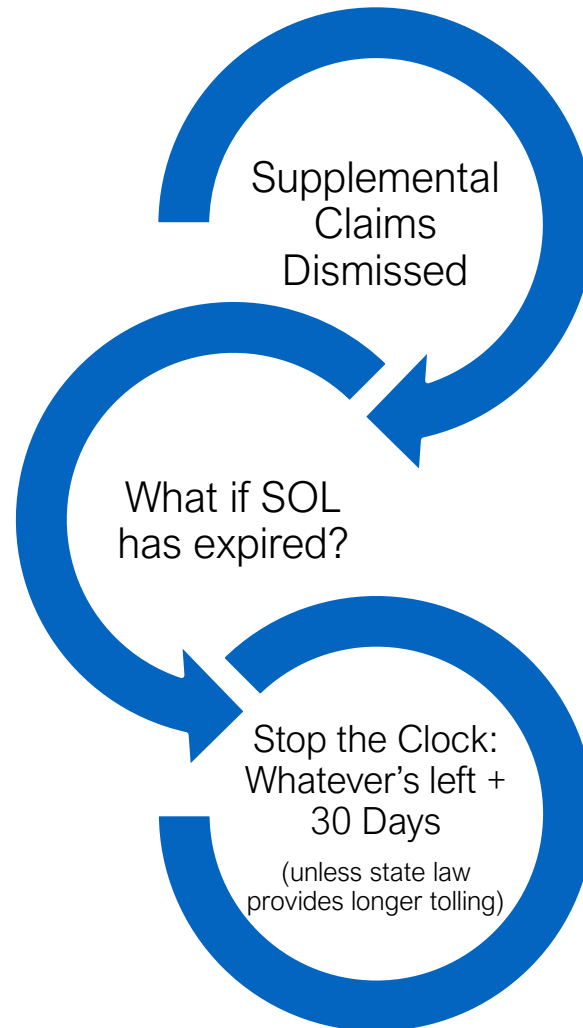 Supplemental
Claims
Dismissed
What if SOL
has expired?
Stop the Clock:
Whatever’s left +
30 Days
(unless state law
provides longer tolling)